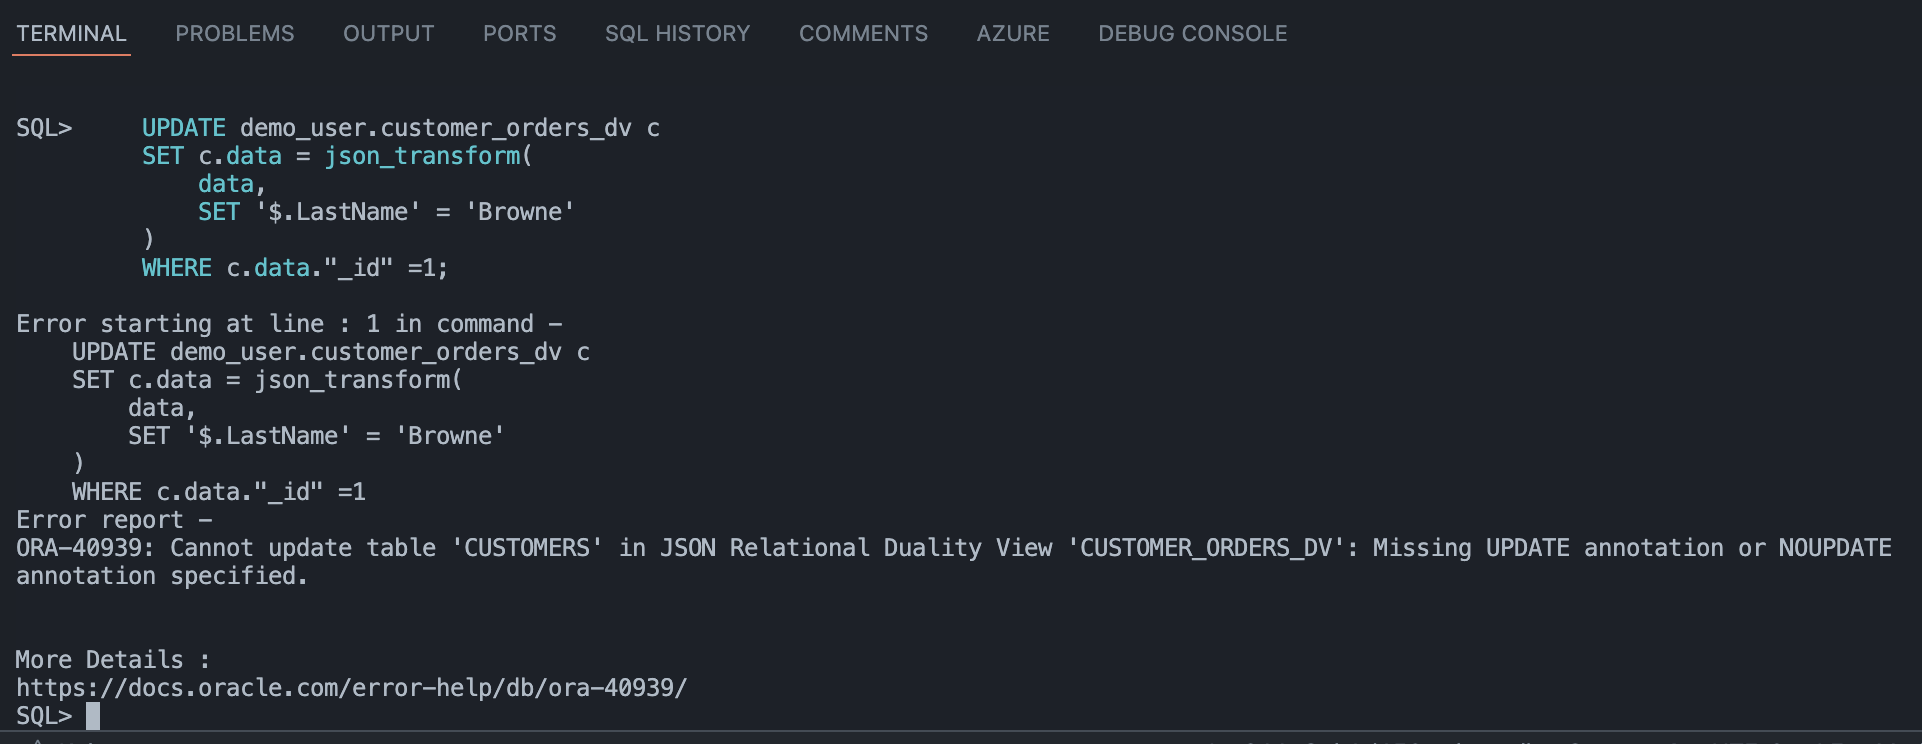 TERMINAL PROBLEMS OUTPUT PORTS SQL HISTORY COMMENTS AZURE DEBUG CONSOLE
SQL> UPDATE demo_user.customer_orders_dv c
SET c.data = json_transform(
data,
SET '$.LastName' = 'Browne'
)
WHERE c.data."_id" =1;
Error starting at line : 1 in command -
UPDATE demo_user.customer_orders_dv c
SET c.data = json_transform(
data,
SET '$.LastName' = 'Browne'
)
WHERE c.data."_id" =1
Error report -
ORA-40939: Cannot update table 'CUSTOMERS' in JSON Relational Duality View 'CUSTOMER_ORDERS_DV': Missing UPDATE annotation or NOUPDATE
annotation specified.
More Details :
https://docs.oracle.com/error-help/db/ora-40939/
SQL>